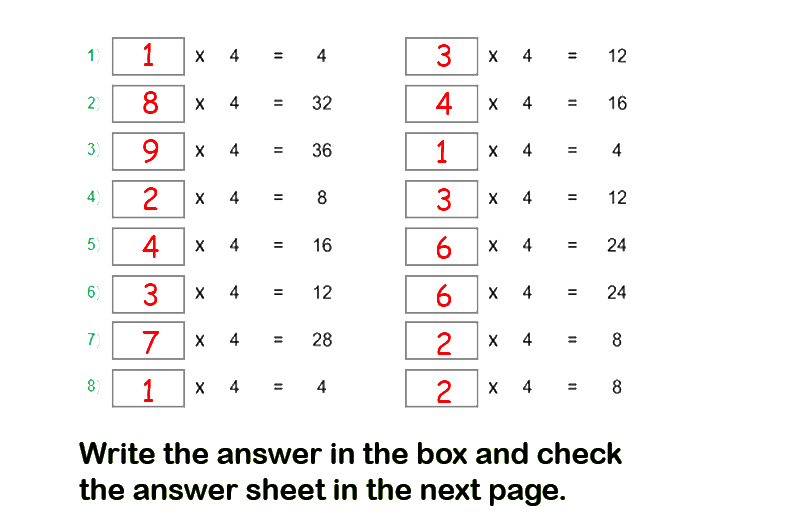 1) 1 x 4 = 4 3 x 4 = 12
2) 8 x 4 = 32 4 x 4 = 16
3) 9 x 4 = 36 1 x 4 = 4
4) 2 x 4 = 8 3 x 4 = 12
5) 4 x 4 = 16 6 x 4 = 24
6) 3 x 4 = 12 6 x 4 = 24
7) 7 x 4 = 28 2 x 4 = 8
8) 1 x 4 = 4 2 x 4 = 8
Write the answer in the box and check
the answer sheet in the next page.